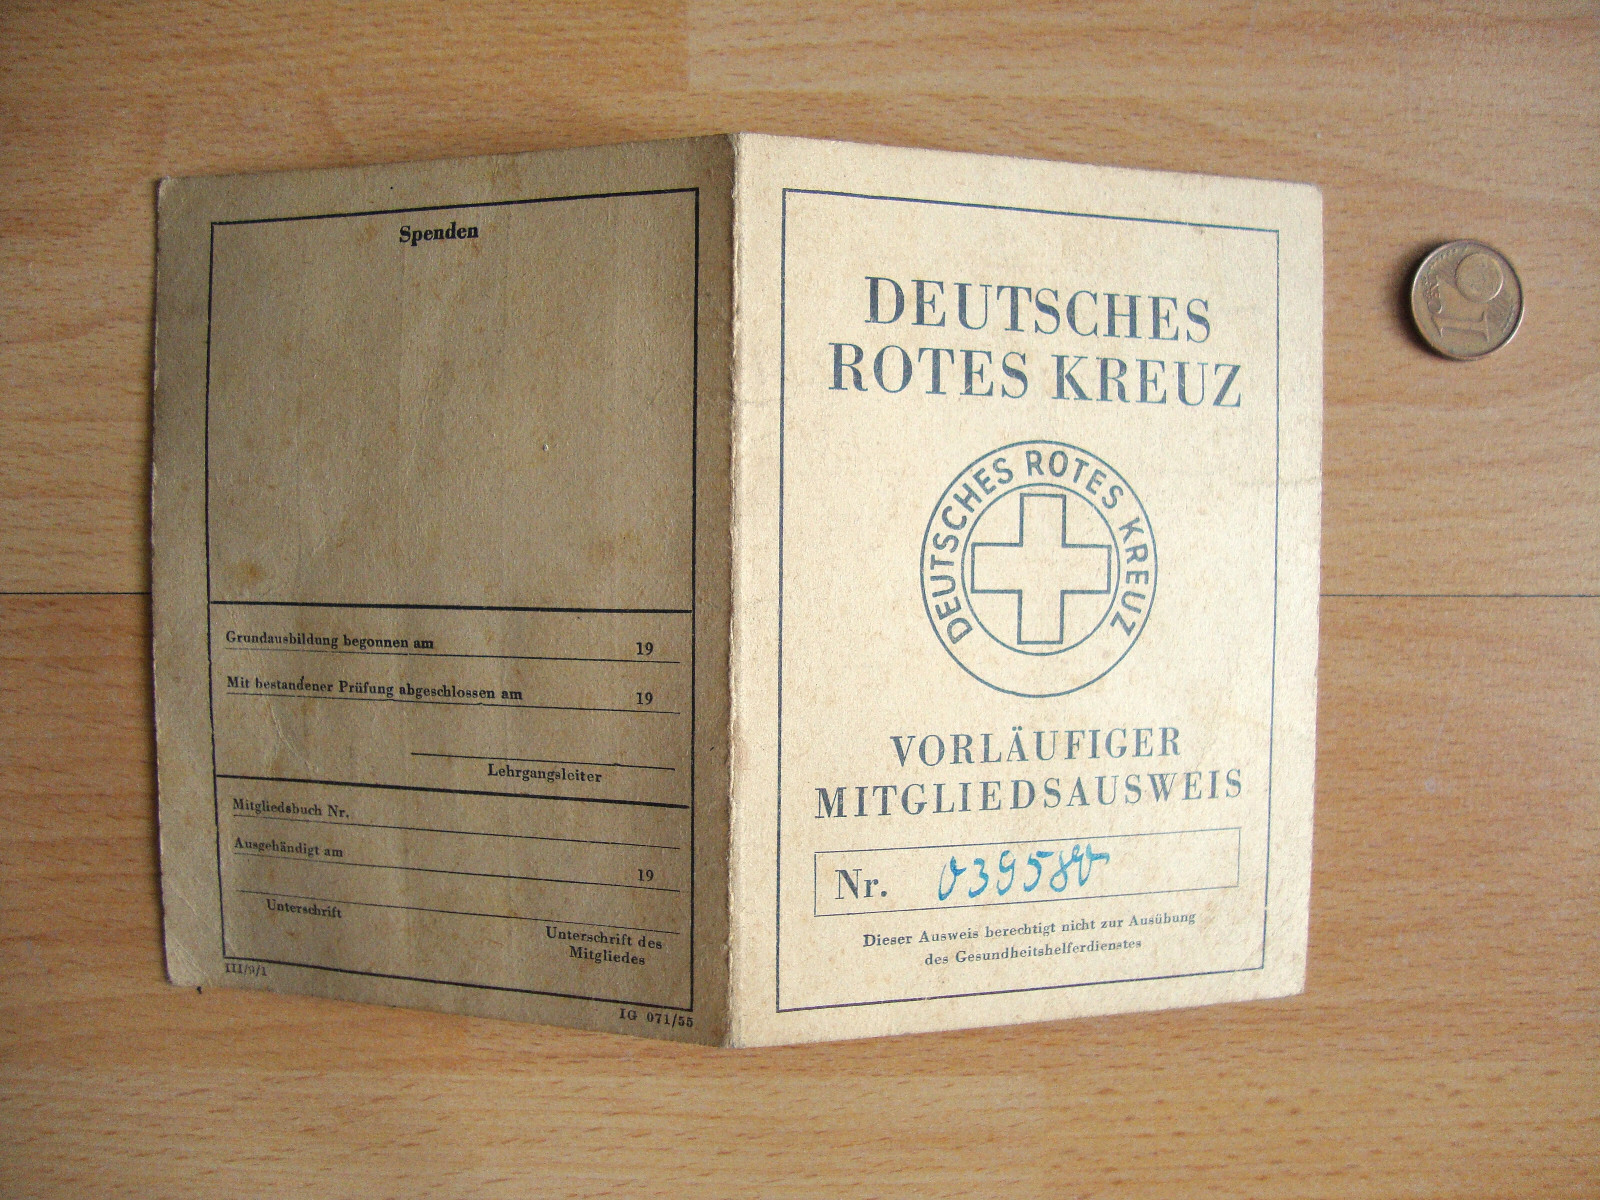 Spenden
Grundausbildung begonnen am 19
Mit bestandener Prüfung abgeschlossen am 19
Lehrgangsleiter
Mitgliedsbuch Nr.
Ausgehändigt am 19
Unterschrift
Unterschrift des
Mitgliedes
III/9/1
IG 071/55
DEUTSCHES
ROTES KREUZ
DEUTSCHES ROTES KREUZ
VORLÄUFIGER
MITGLIEDSAUSWEIS
Nr. 039580
Dieser Ausweis berechtigt nicht zur Ausübung
des Gesundheitshelferdienstes
1